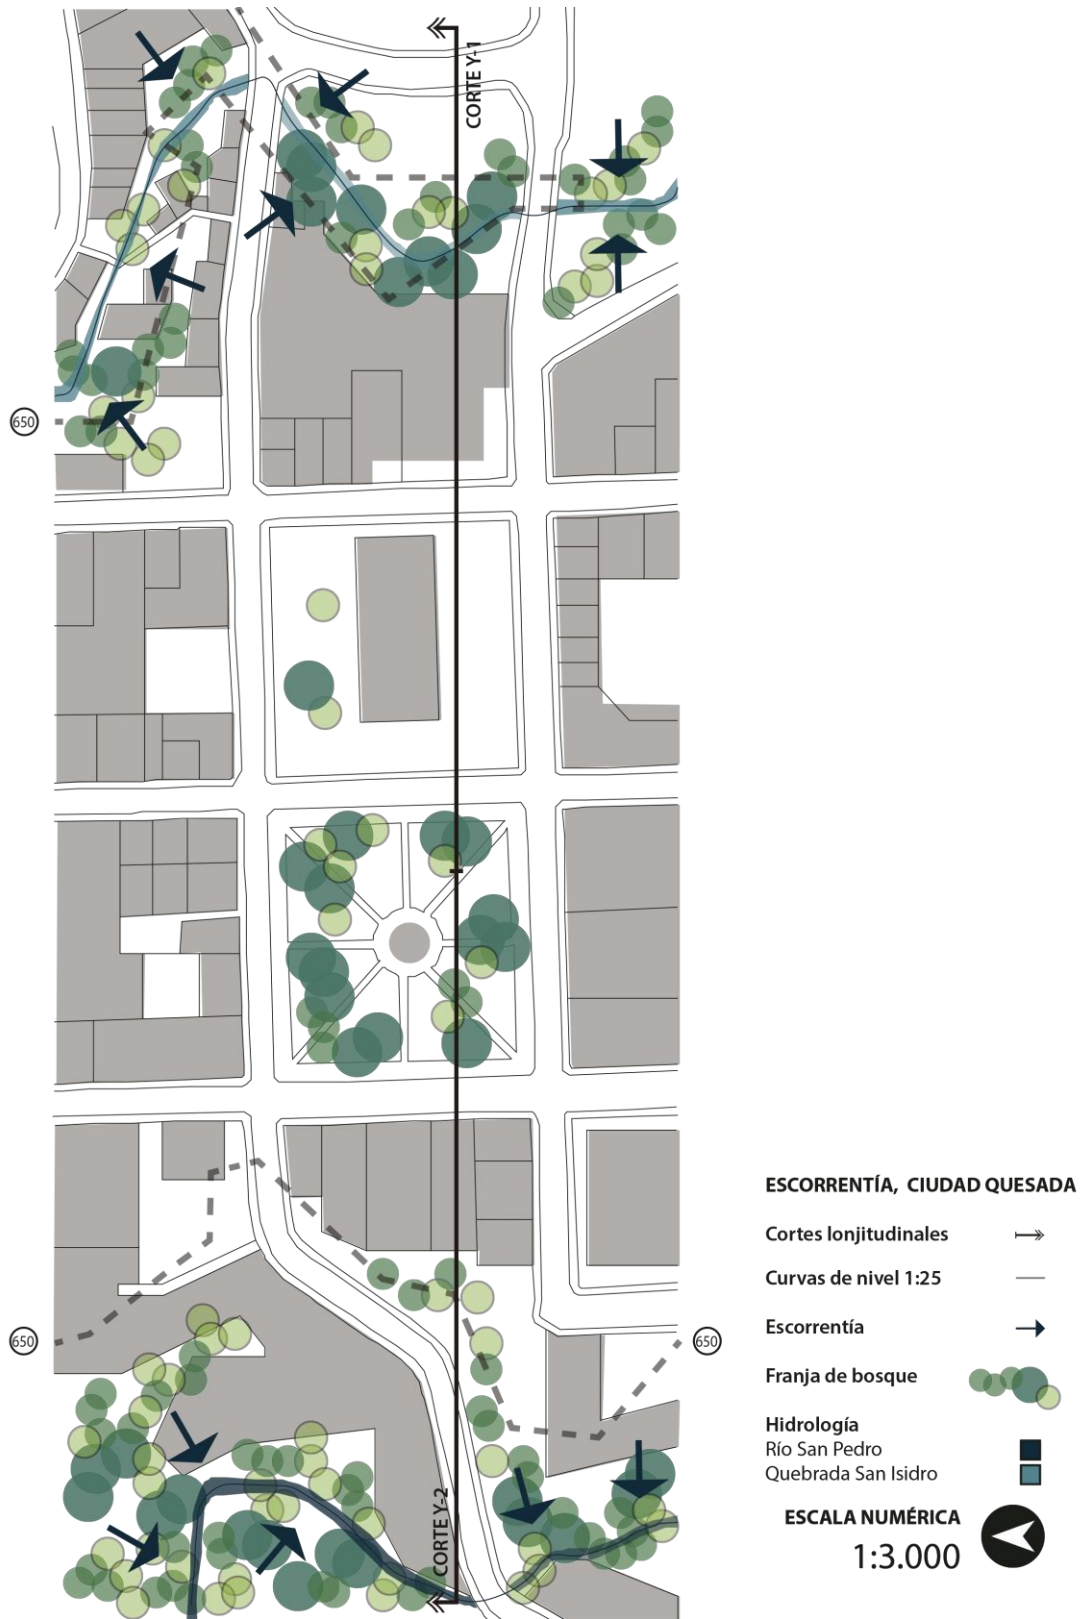 CORTE Y-1
650
650
650
CORTE Y-2
ESCORRENTÍA, CIUDAD QUESADA
Cortes lonjitudinales
Curvas de nivel 1:25
Escorrentía
Franja de bosque
Hidrología
Río San Pedro
Quebrada San Isidro
ESCALA NUMÉRICA
1:3.000